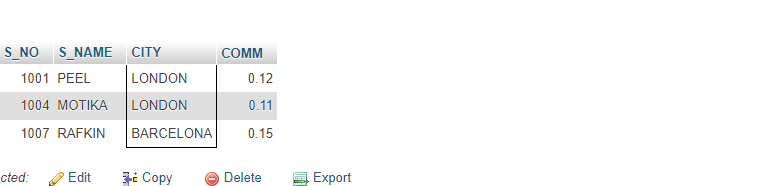 S_NO S_NAME CITY COMM
1001 PEEL LONDON 0.12
1004 MOTIKA LONDON 0.11
1007 RAFKIN BARCELONA 0.15
cted: Edit Copy Delete Export